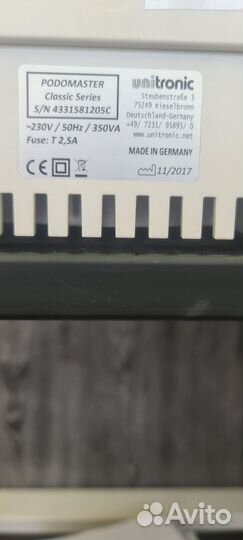 PODOMASTER
Classic Series
S/N 4331581205C
~230V / 50Hz / 350VA
Fuse: T 2,5A
CE
unitronic
Steubenstraße 3
75249 Kieselbronn
Deutschland-Germany
+49/ 7231/ 95895/ 0
www.unitronic.net
MADE IN GERMANY
11/2017
Avito